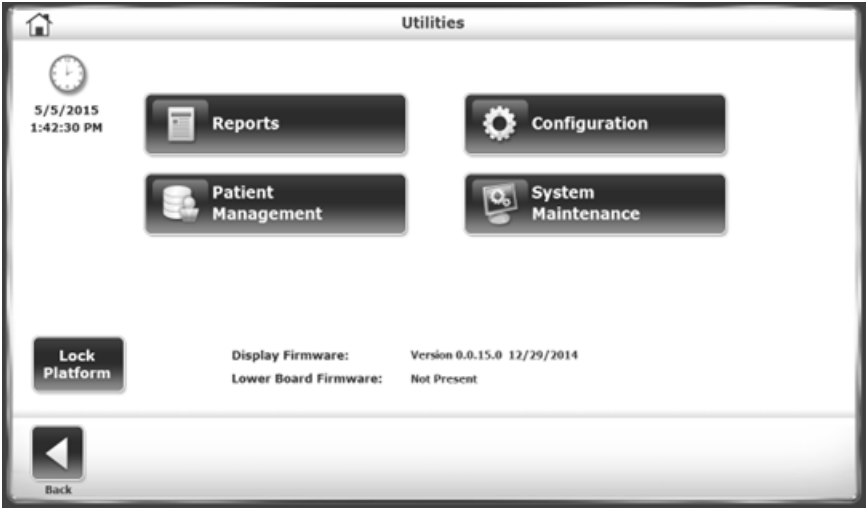 Utilities
5/5/2015
1:42:30 PM
Reports
Configuration
Patient
Management
System
Maintenance
Lock
Platform
Display Firmware: Version 0.0.15.0 12/29/2014
Lower Board Firmware: Not Present
Back